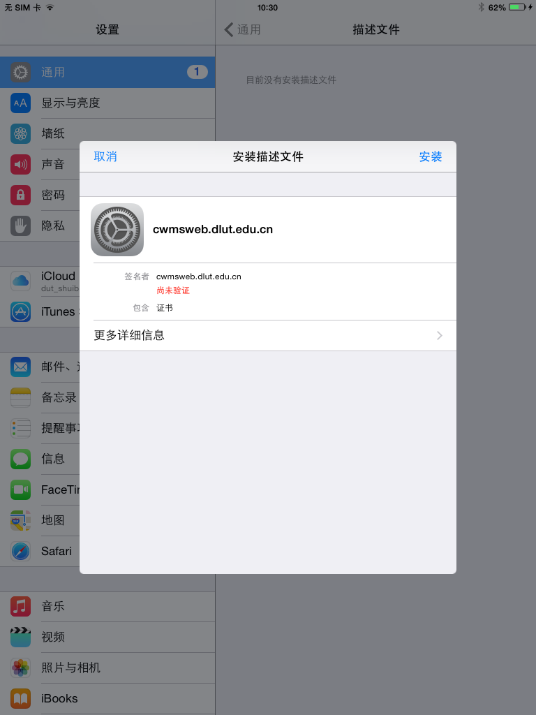 无 SIM 卡
10:30
62%
设置
通用
描述文件
通用
1
目前没有安装描述文件
显示与亮度
墙纸
声音
密码
隐私
iCloud
dut_shuib
iTunes
邮件、
备忘录
提醒事
信息
FaceTi
地图
Safari
音乐
视频
照片与相机
iBooks
取消
安装描述文件
安装
cwmsweb.dlut.edu.cn
签名者 cwmsweb.dlut.edu.cn
尚未验证
包含 证书
更多详细信息